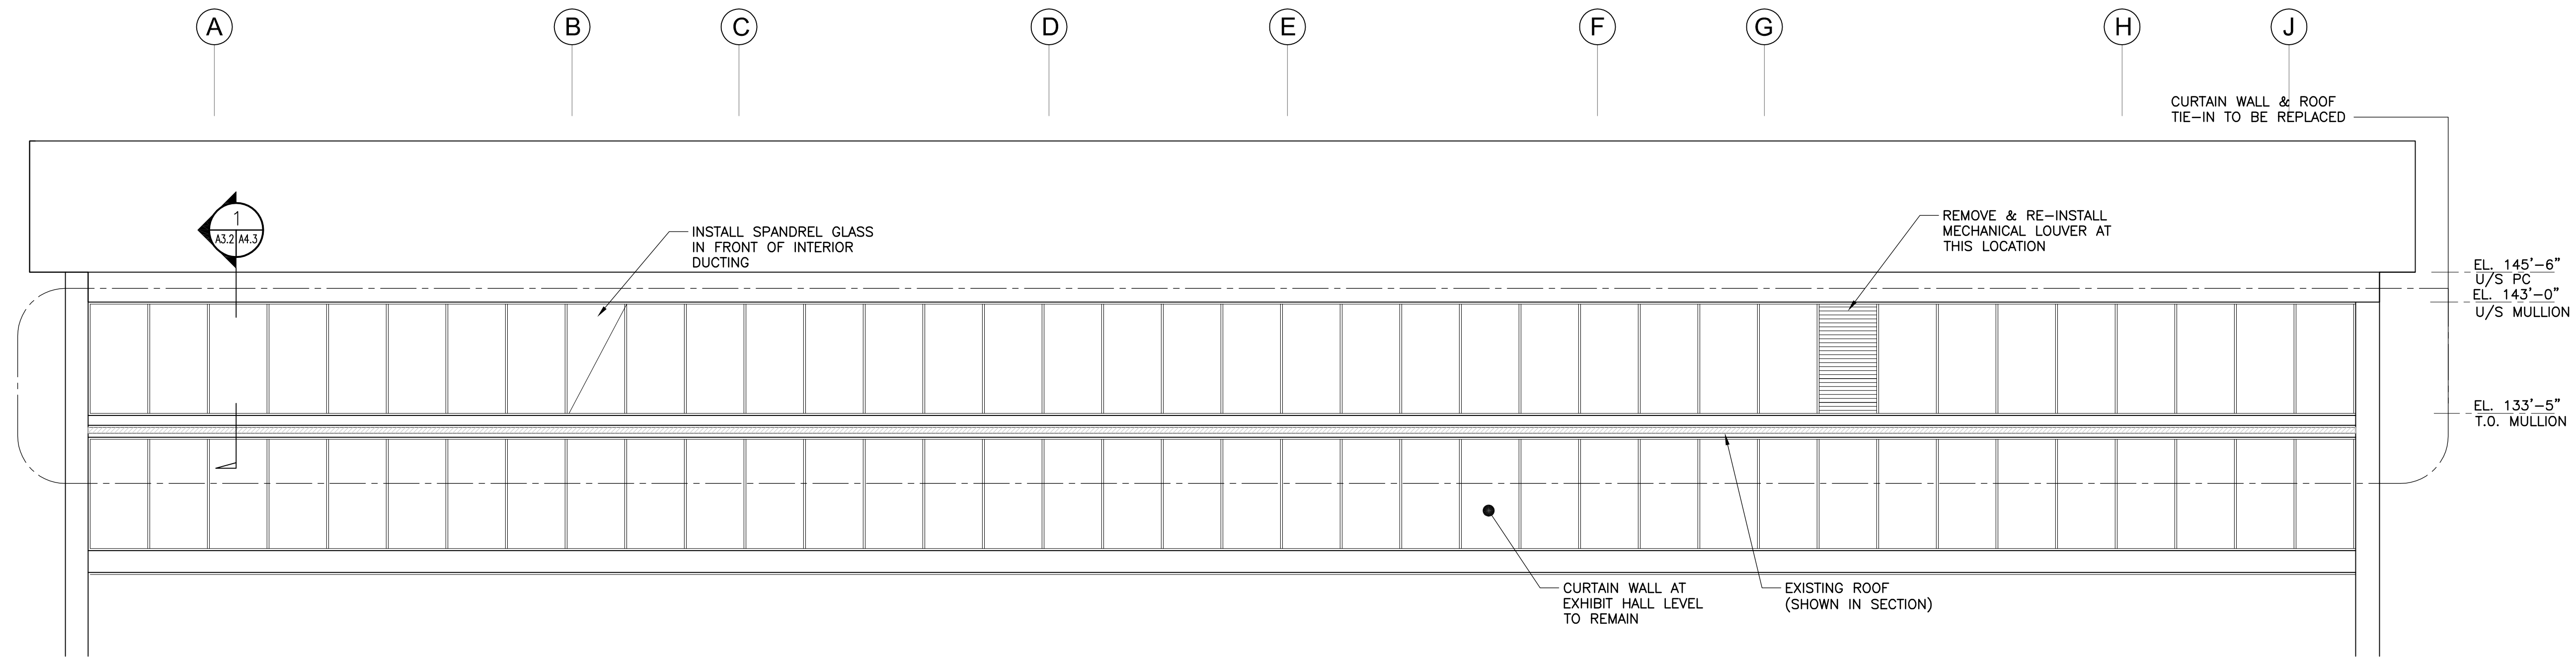 A B C D E F G H J
CURTAIN WALL & ROOF
TIE-IN TO BE REPLACED
1
A3.2 A4.3
INSTALL SPANDREL GLASS
IN FRONT OF INTERIOR
DUCTING
REMOVE & RE-INSTALL
MECHANICAL LOUVER AT
THIS LOCATION
EL. 145'-6"
U/S PC
EL. 143'-0"
U/S MULLION
EL. 133'-5"
T.O. MULLION
CURTAIN WALL AT
EXHIBIT HALL LEVEL
TO REMAIN
EXISTING ROOF
(SHOWN IN SECTION)